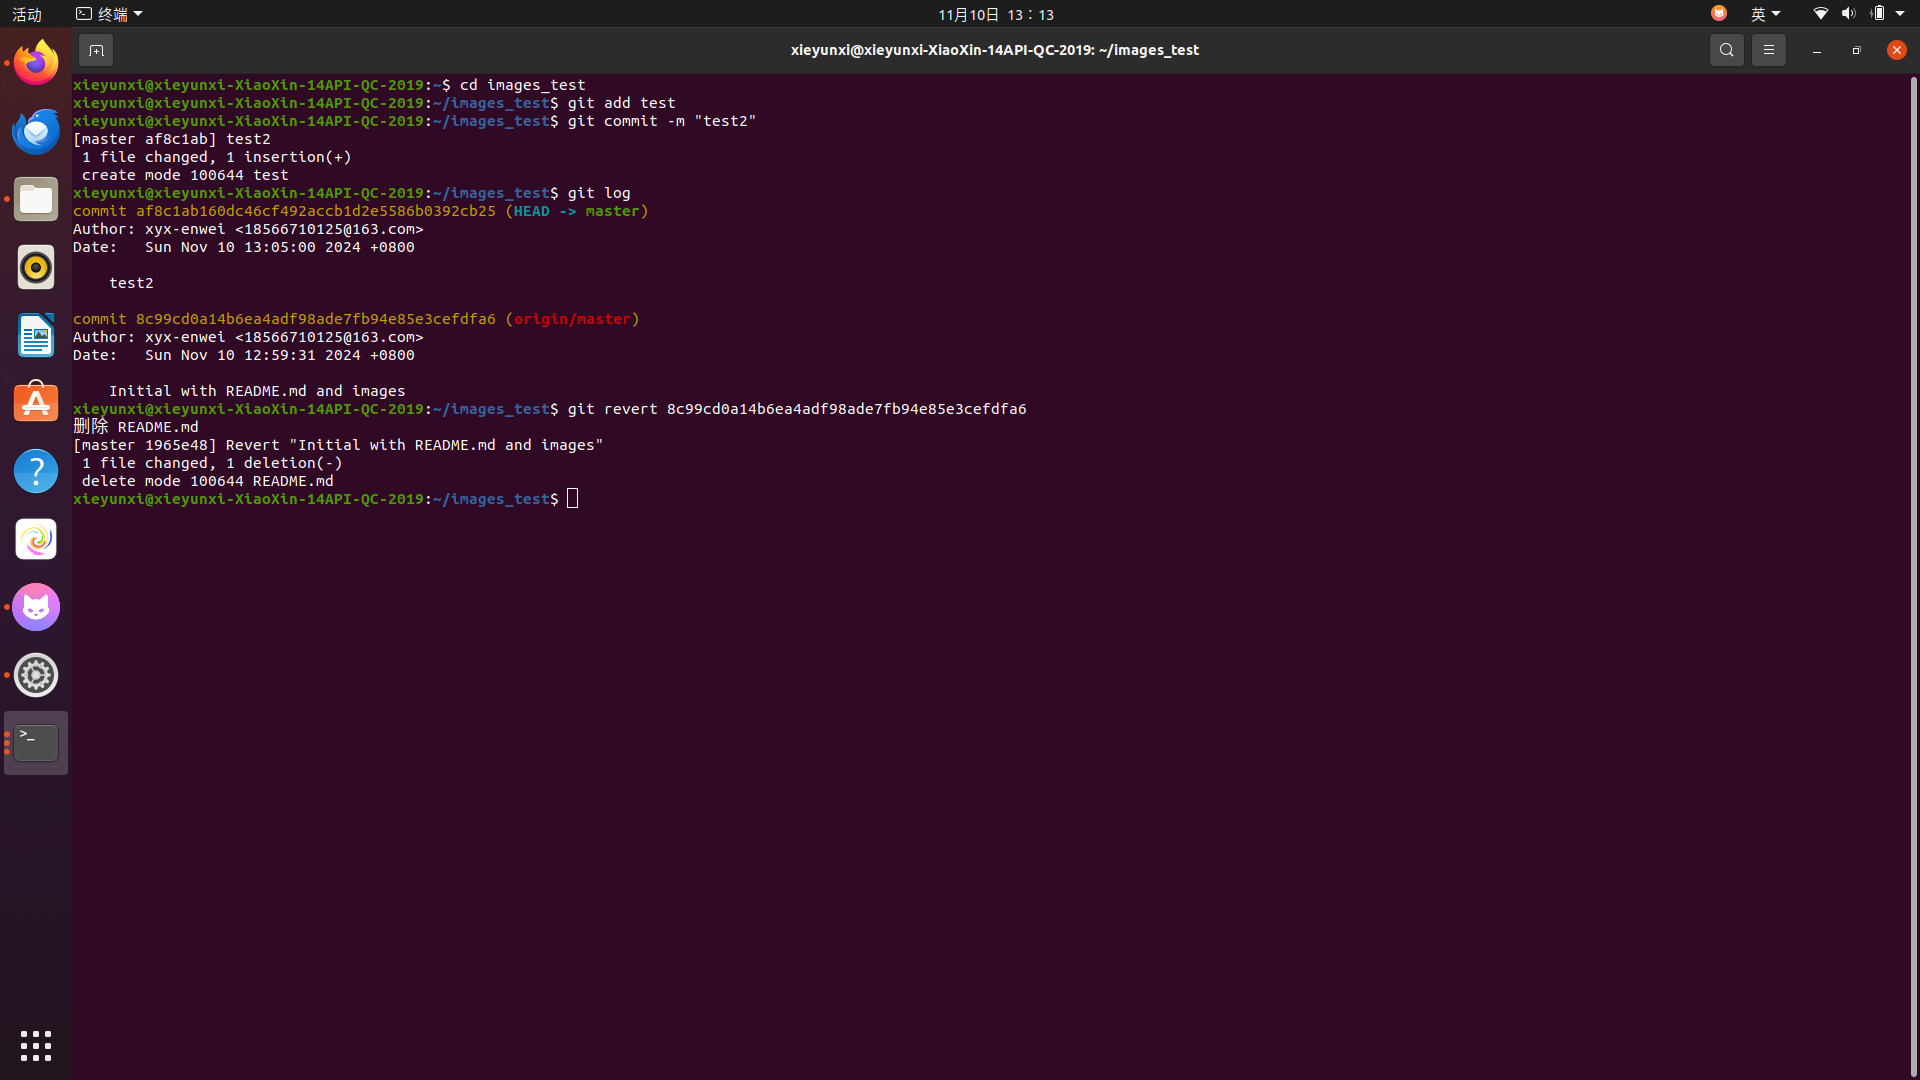 活动 终端 11月10日 13：13 英
xieyunxi@xieyunxi-XiaoXin-14API-QC-2019: ~/images_test
xieyunxi@xieyunxi-XiaoXin-14API-QC-2019:~$ cd images_test
xieyunxi@xieyunxi-XiaoXin-14API-QC-2019:~/images_test$ git add test
xieyunxi@xieyunxi-XiaoXin-14API-QC-2019:~/images_test$ git commit -m "test2"
[master af8c1ab] test2
 1 file changed, 1 insertion(+)
 create mode 100644 test
xieyunxi@xieyunxi-XiaoXin-14API-QC-2019:~/images_test$ git log
commit af8c1ab160dc46cf492accb1d2e5586b0392cb25 (HEAD -> master)
Author: xyx-enwei <18566710125@163.com>
Date:   Sun Nov 10 13:05:00 2024 +0800
    test2
commit 8c99cd0a14b6ea4adf98ade7fb94e85e3cefdfa6 (origin/master)
Author: xyx-enwei <18566710125@163.com>
Date:   Sun Nov 10 12:59:31 2024 +0800
    Initial with README.md and images
xieyunxi@xieyunxi-XiaoXin-14API-QC-2019:~/images_test$ git revert 8c99cd0a14b6ea4adf98ade7fb94e85e3cefdfa6
删除 README.md
[master 1965e48] Revert "Initial with README.md and images"
 1 file changed, 1 deletion(-)
 delete mode 100644 README.md
xieyunxi@xieyunxi-XiaoXin-14API-QC-2019:~/images_test$